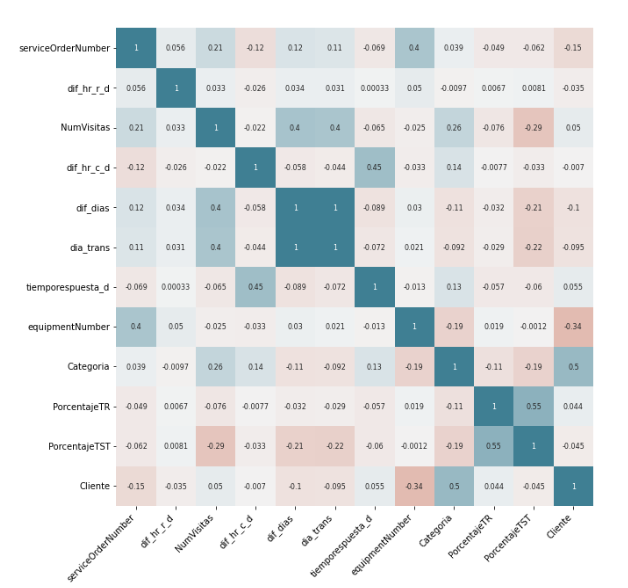 serviceOrderNumber 1 0.056 0.21 -0.12 0.12 0.11 -0.069 0.4 0.039 -0.049 -0.062 -0.15
dif_hr_r_d 0.056 1 0.033 -0.026 0.034 0.031 0.00033 0.05 -0.0097 0.0067 0.0081 -0.035
NumVisitas 0.21 0.033 1 -0.022 0.4 0.4 -0.065 -0.025 0.26 -0.076 -0.29 0.05
dif_hr_c_d -0.12 -0.026 -0.022 1 -0.058 -0.044 0.45 -0.033 0.14 -0.0077 -0.033 -0.007
dif_dias 0.12 0.034 0.4 -0.058 1 1 -0.089 0.03 -0.11 -0.032 -0.21 -0.1
dia_trans 0.11 0.031 0.4 -0.044 1 1 -0.072 0.021 -0.092 -0.029 -0.22 -0.095
tiemporespuesta_d -0.069 0.00033 -0.065 0.45 -0.089 -0.072 1 -0.013 0.13 -0.057 -0.06 0.055
equipmentNumber 0.4 0.05 -0.025 -0.033 0.03 0.021 -0.013 1 -0.19 0.019 -0.0012 -0.34
Categoria 0.039 -0.0097 0.26 0.14 -0.11 -0.092 0.13 -0.19 1 -0.11 -0.19 0.5
PorcentajeTR -0.049 0.0067 -0.076 -0.0077 -0.032 -0.029 -0.057 0.019 -0.11 1 0.55 0.044
PorcentajeTST -0.062 0.0081 -0.29 -0.033 -0.21 -0.22 -0.06 -0.0012 -0.19 0.55 1 -0.045
Cliente -0.15 -0.035 0.05 -0.007 -0.1 -0.095 0.055 -0.34 0.5 0.044 -0.045 1
serviceOrderNumber dif_hr_r_d NumVisitas dif_hr_c_d dif_dias dia_trans tiemporespuesta_d equipmentNumber Categoria PorcentajeTR PorcentajeTST Cliente